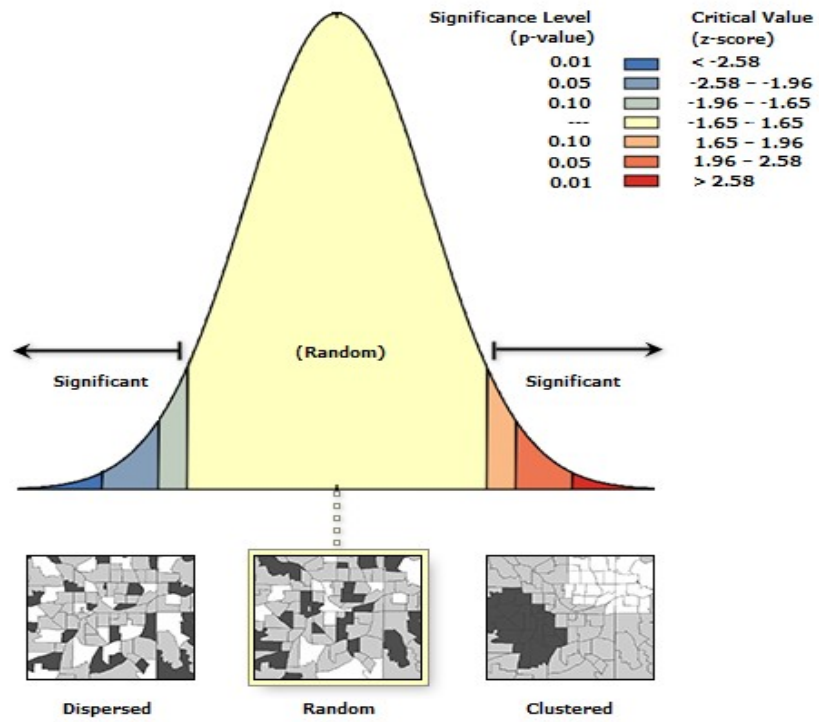 Significance Level Critical Value
(p-value) (z-score)
0.01 < -2.58
0.05 -2.58 – -1.96
0.10 -1.96 – -1.65
--- -1.65 - 1.65
0.10 1.65 – 1.96
0.05 1.96 – 2.58
0.01 > 2.58
(Random)
Significant Significant
Dispersed Random Clustered